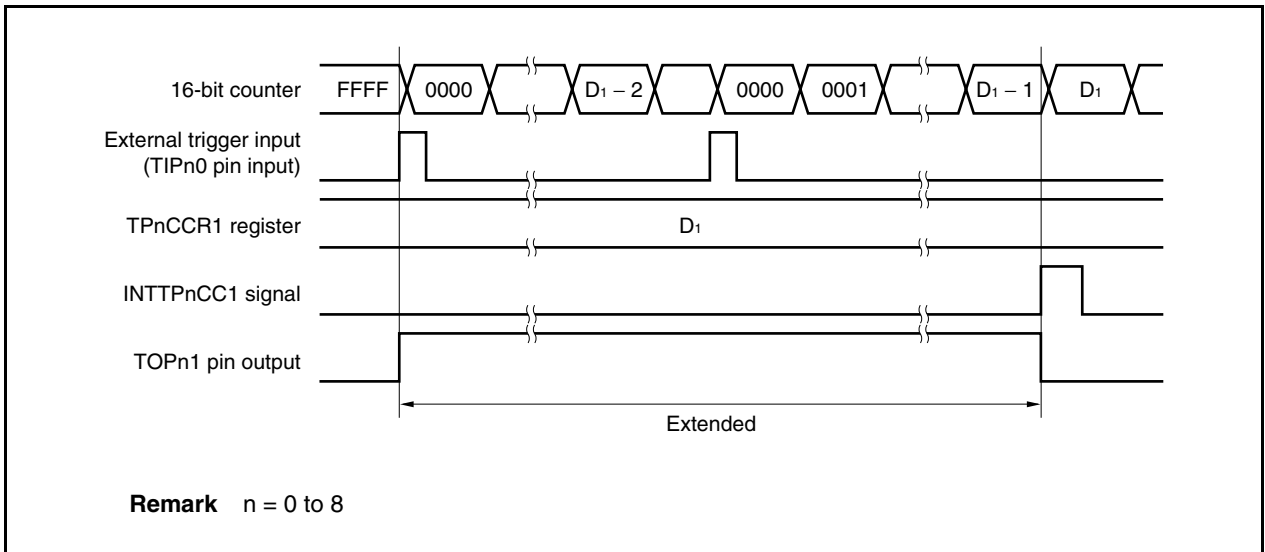 16-bit counter FFFF 0000 D1 − 2 0000 0001 D1 − 1 D1
External trigger input
(TIPn0 pin input)
TPnCCR1 register D1
INTTPnCC1 signal
TOPn1 pin output
Extended
Remark n = 0 to 8